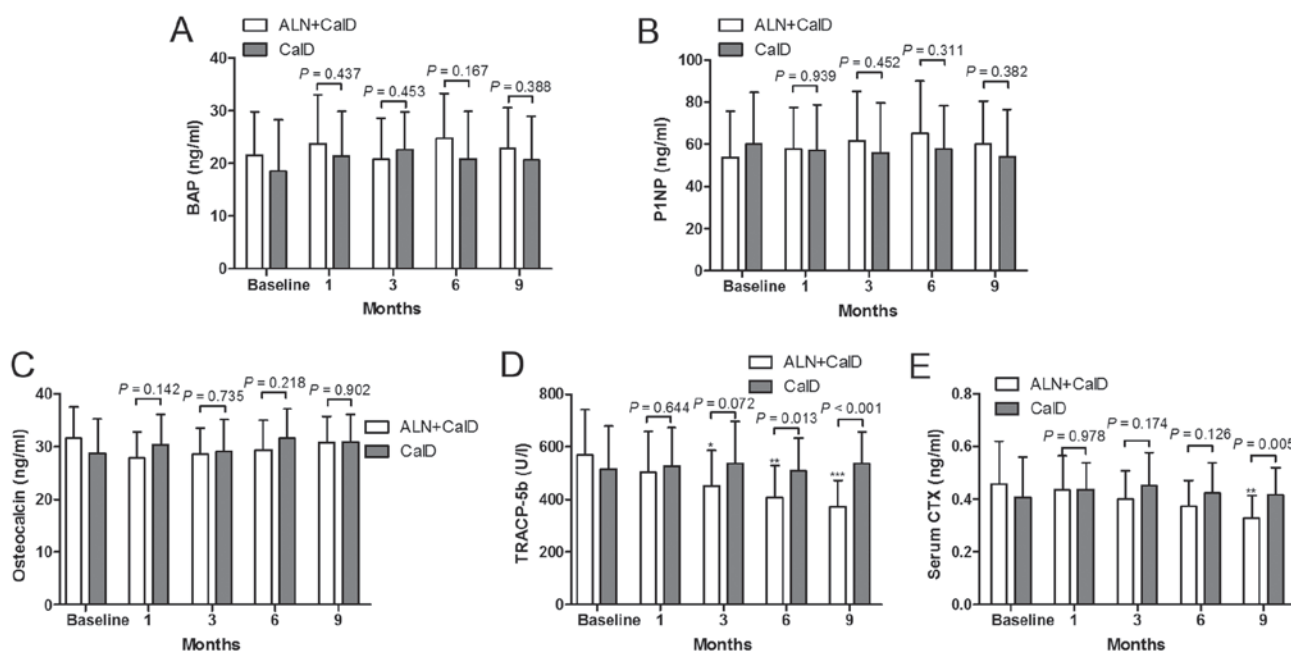 A
ALN+CalD
CalD
BAP (ng/ml)
40
30
20
10
0
P = 0.437
P = 0.453
P = 0.167
P = 0.388
Baseline 1 3 6 9
Months
B
ALN+CalD
CalD
P1NP (ng/ml)
100
80
60
40
20
0
P = 0.939
P = 0.452
P = 0.311
P = 0.382
Baseline 1 3 6 9
Months
C
ALN+CalD
CalD
Osteocalcin (ng/ml)
40
30
20
10
0
P = 0.142
P = 0.735
P = 0.218
P = 0.902
Baseline 1 3 6 9
Months
D
ALN+CalD
CalD
TRACP-5b (U/l)
800
600
400
200
0
P = 0.644
P = 0.072
P = 0.013
P < 0.001
*
**
***
Baseline 1 3 6 9
Months
E
ALN+CalD
CalD
Serum CTX (ng/ml)
0.8
0.6
0.4
0.2
0.0
P = 0.978
P = 0.174
P = 0.126
P = 0.005
**
Baseline 1 3 6 9
Months